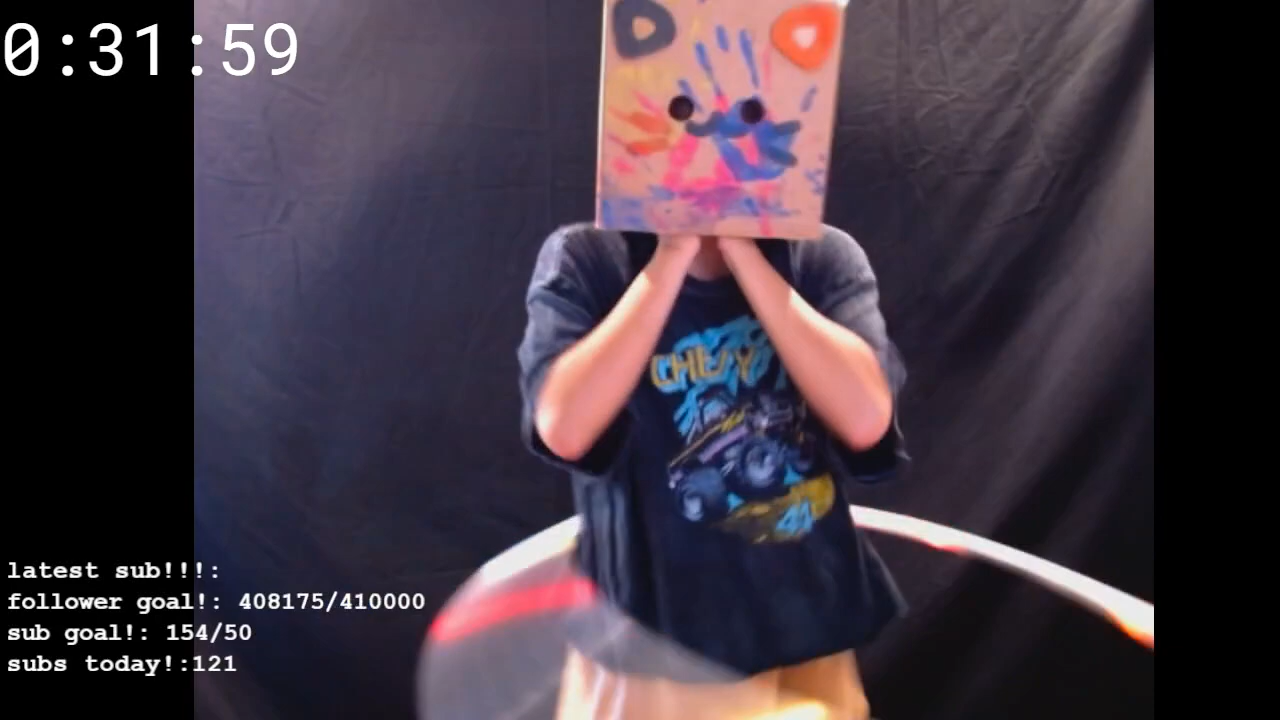 0:31:59
CHEVY
41
latest sub!!!:
follower goal!: 408175/410000
sub goal!: 154/50
subs today!:121